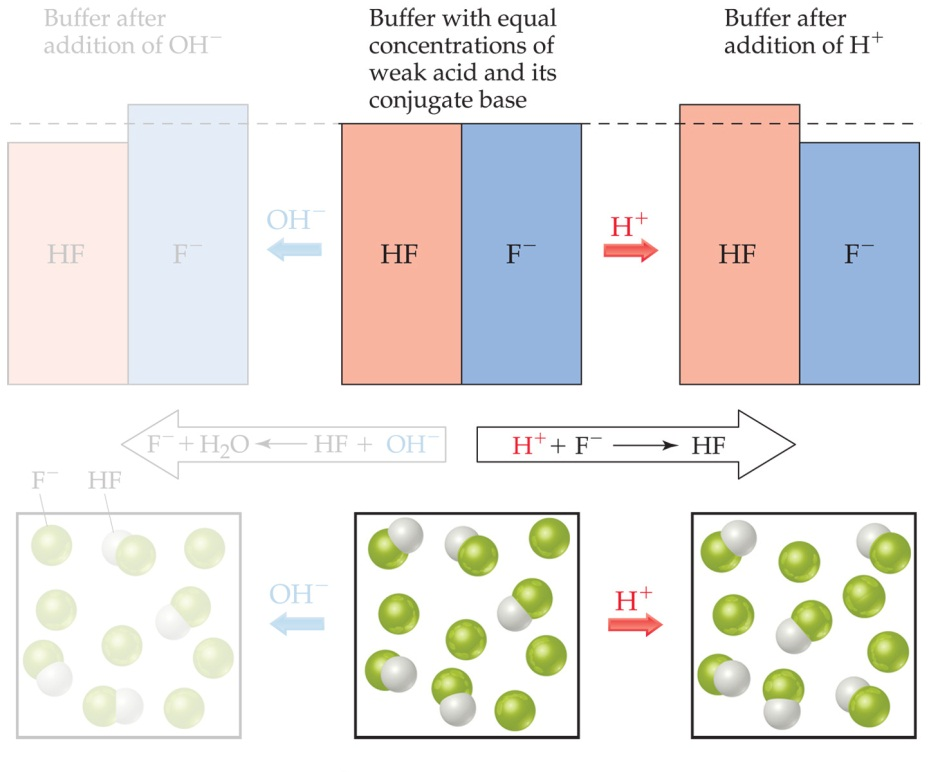 Buffer after
addition of OH⁻
Buffer with equal
concentrations of
weak acid and its
conjugate base
Buffer after
addition of H⁺
HF
F⁻
OH⁻
HF
F⁻
H⁺
HF
F⁻
F⁻ + H₂O ⟵ HF + OH⁻
H⁺ + F⁻ ⟶ HF
F⁻
HF
OH⁻
H⁺